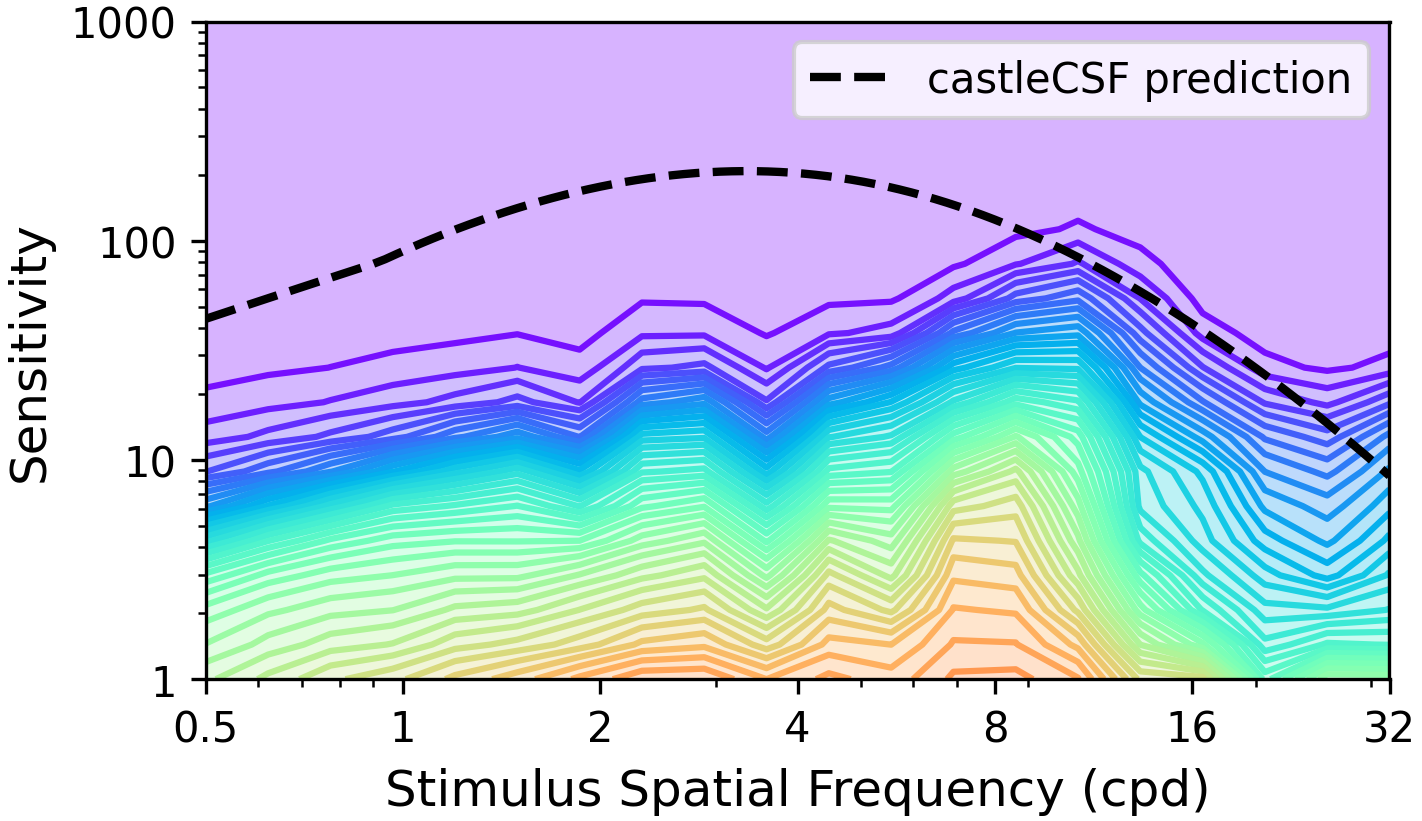 1000
100
10
1
Sensitivity
castleCSF prediction
0.5 1 2 4 8 16 32
Stimulus Spatial Frequency (cpd)